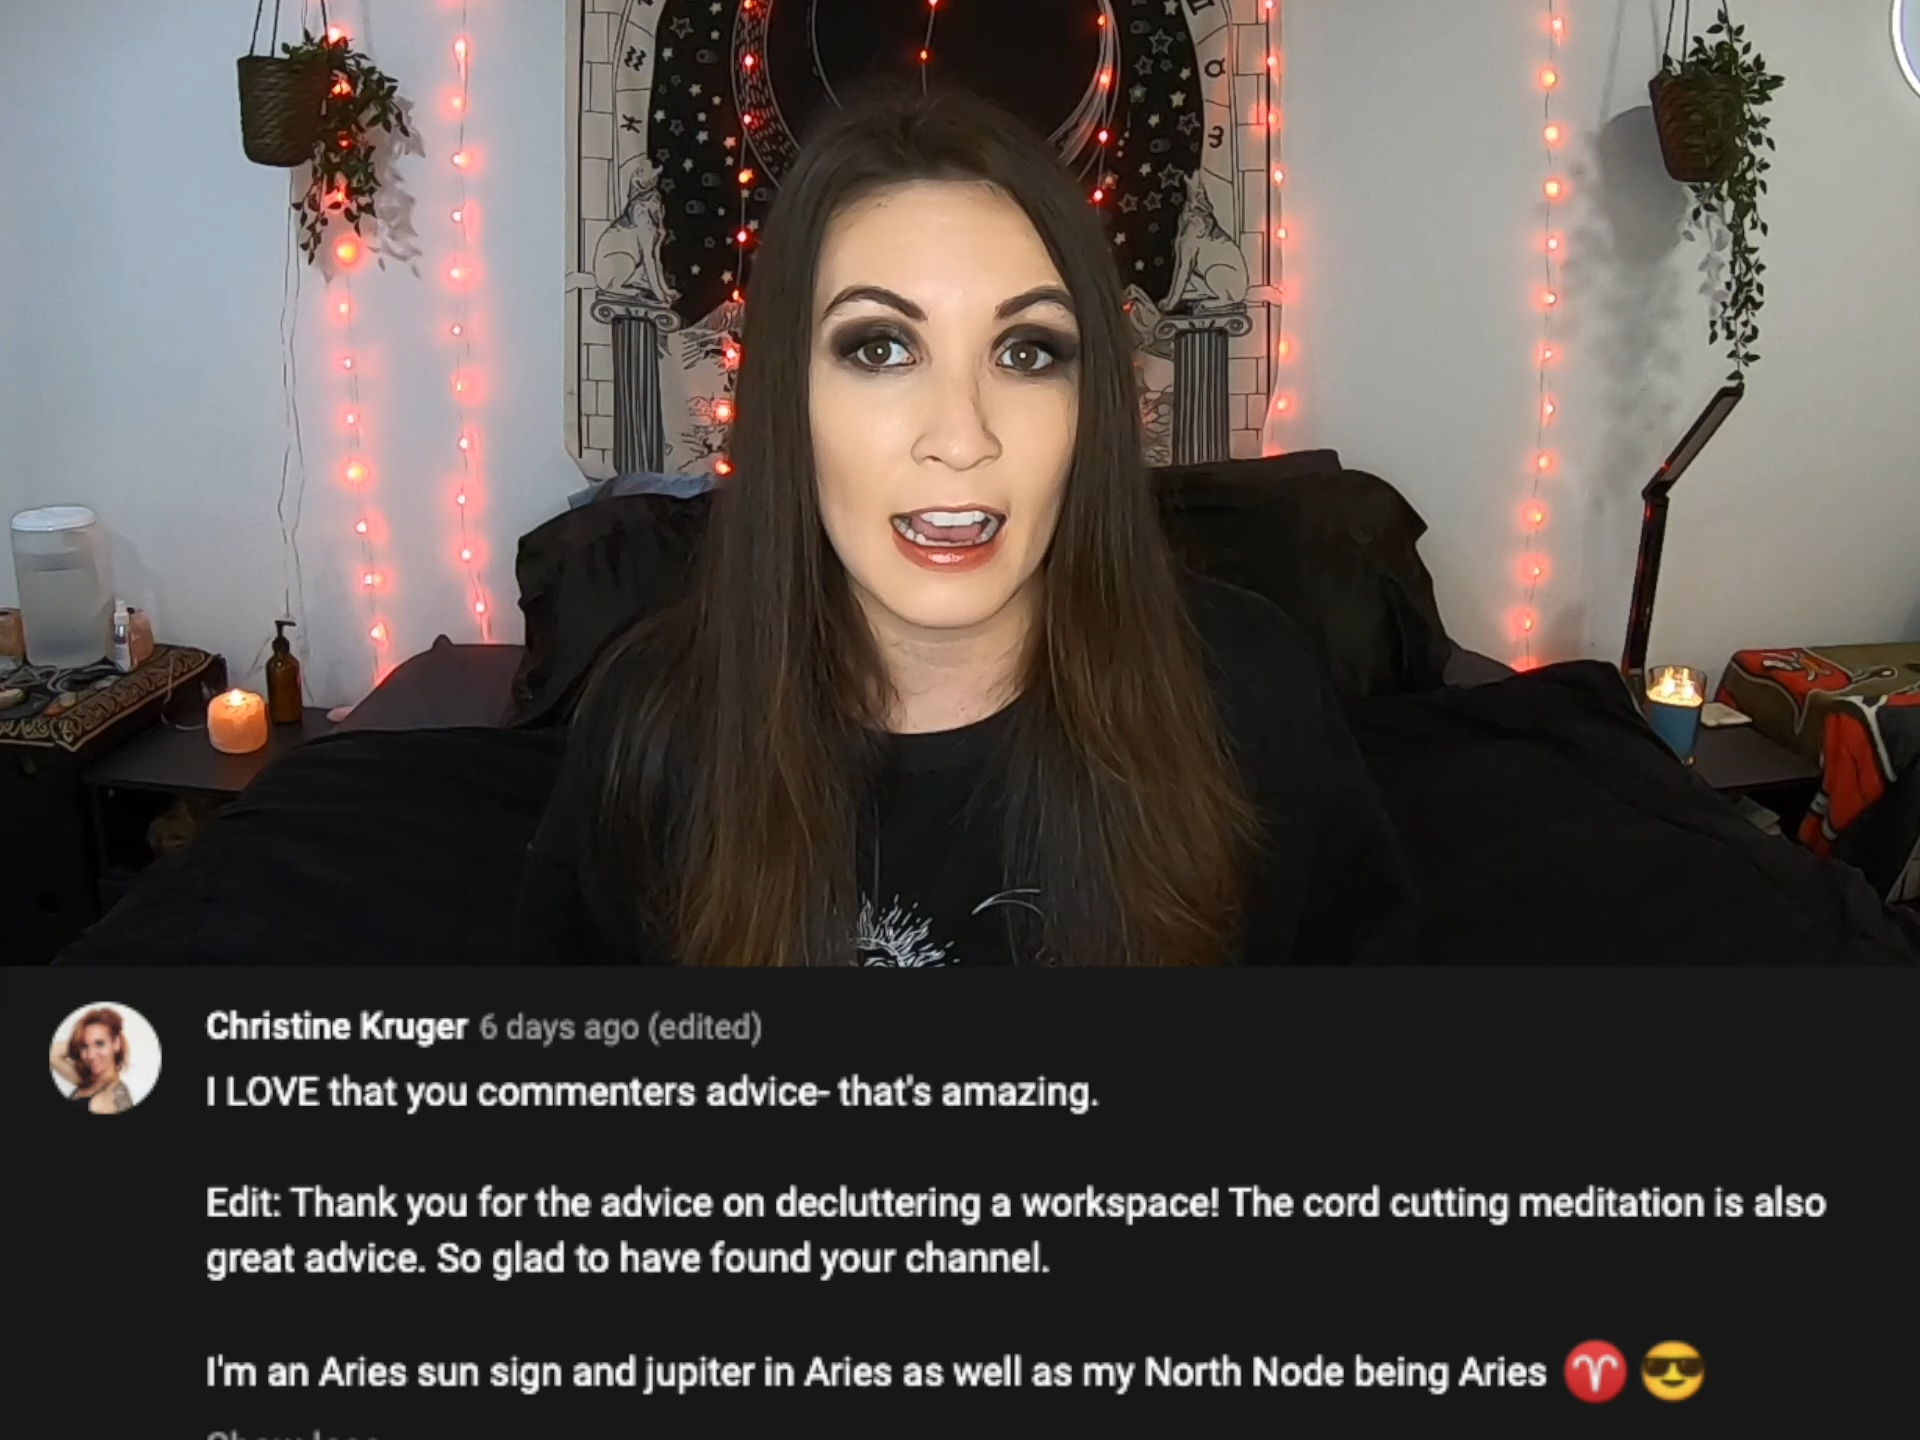 Christine Kruger 6 days ago (edited)
I LOVE that you commenters advice- that's amazing.
Edit: Thank you for the advice on decluttering a workspace! The cord cutting meditation is also
great advice. So glad to have found your channel.
I'm an Aries sun sign and jupiter in Aries as well as my North Node being Aries ♈ 😎